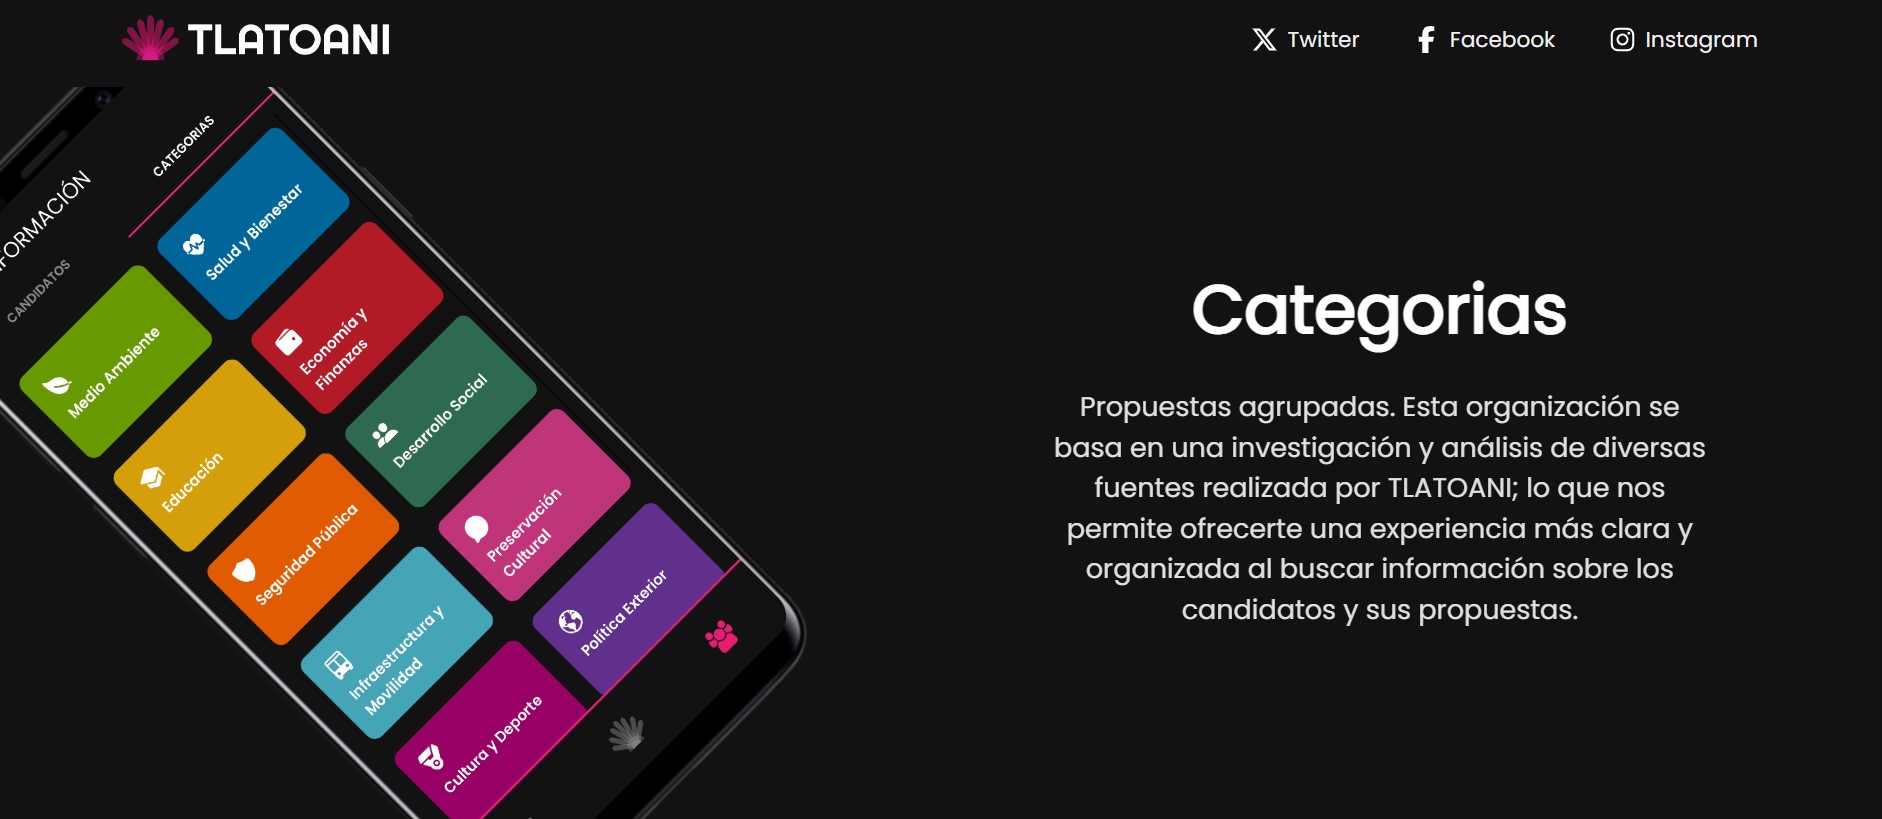 TLATOANI
Twitter
Facebook
Instagram
CATEGORIAS
CANDIDATOS
Salud y Bienestar
Medio Ambiente
Economía y
Finanzas
Educación
Desarrollo Social
Seguridad Pública
Preservación
Cultural
Infraestructura y
Movilidad
Política Exterior
Cultura y Deporte
Categorias
Propuestas agrupadas. Esta organización se
basa en una investigación y análisis de diversas
fuentes realizada por TLATOANI; lo que nos
permite ofrecerte una experiencia más clara y
organizada al buscar información sobre los
candidatos y sus propuestas.